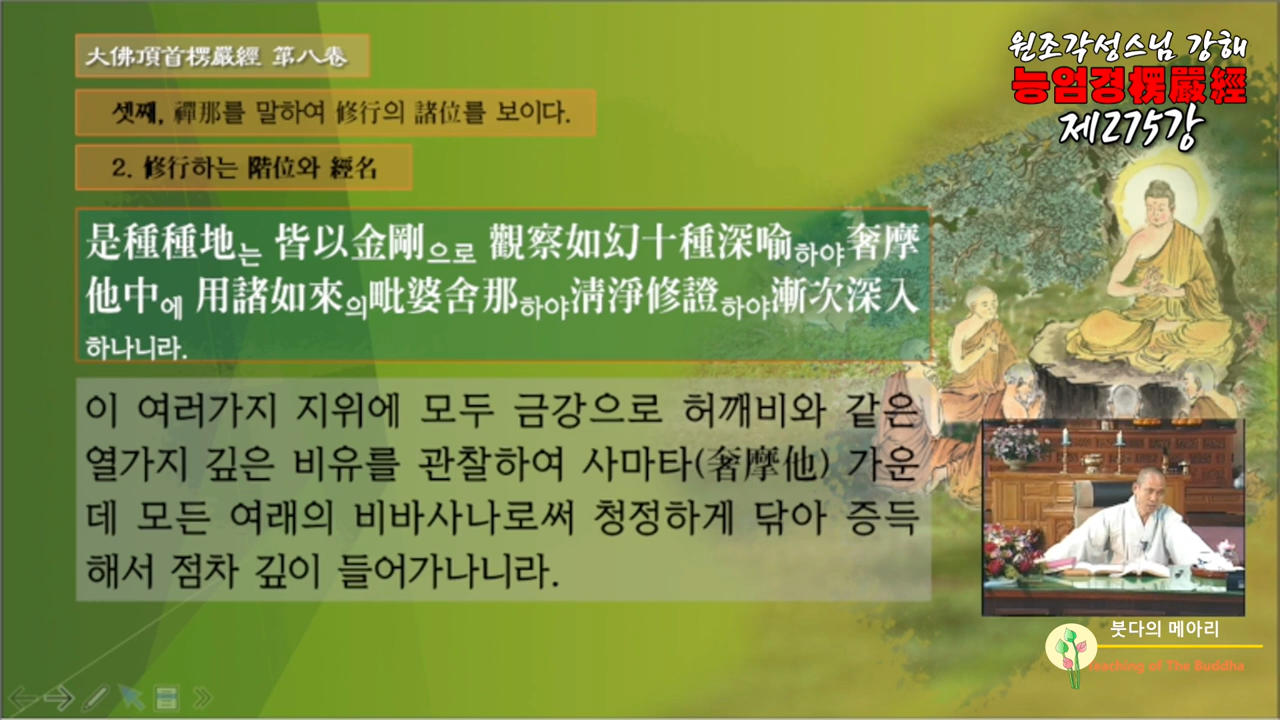 大佛頂首楞嚴經 第八卷
셋째, 禪那를 말하여 修行의 諸位를 보이다.
2. 修行하는 階位와 經名
是種種地는 皆以金剛으로 觀察如幻十種深喩하야奢摩
他中에 用諸如來의毗婆舍那하야淸淨修證하야漸次深入
하나니라.
이 여러가지 지위에 모두 금강으로 허깨비와 같은
열가지 깊은 비유를 관찰하여 사마타(奢摩他) 가운
데 모든 여래의 비바사나로써 청정하게 닦아 증득
해서 점차 깊이 들어가나니라.
원조각성스님 강해
능엄경楞嚴經
제275강
붓다의 메아리
Teaching of The Buddha